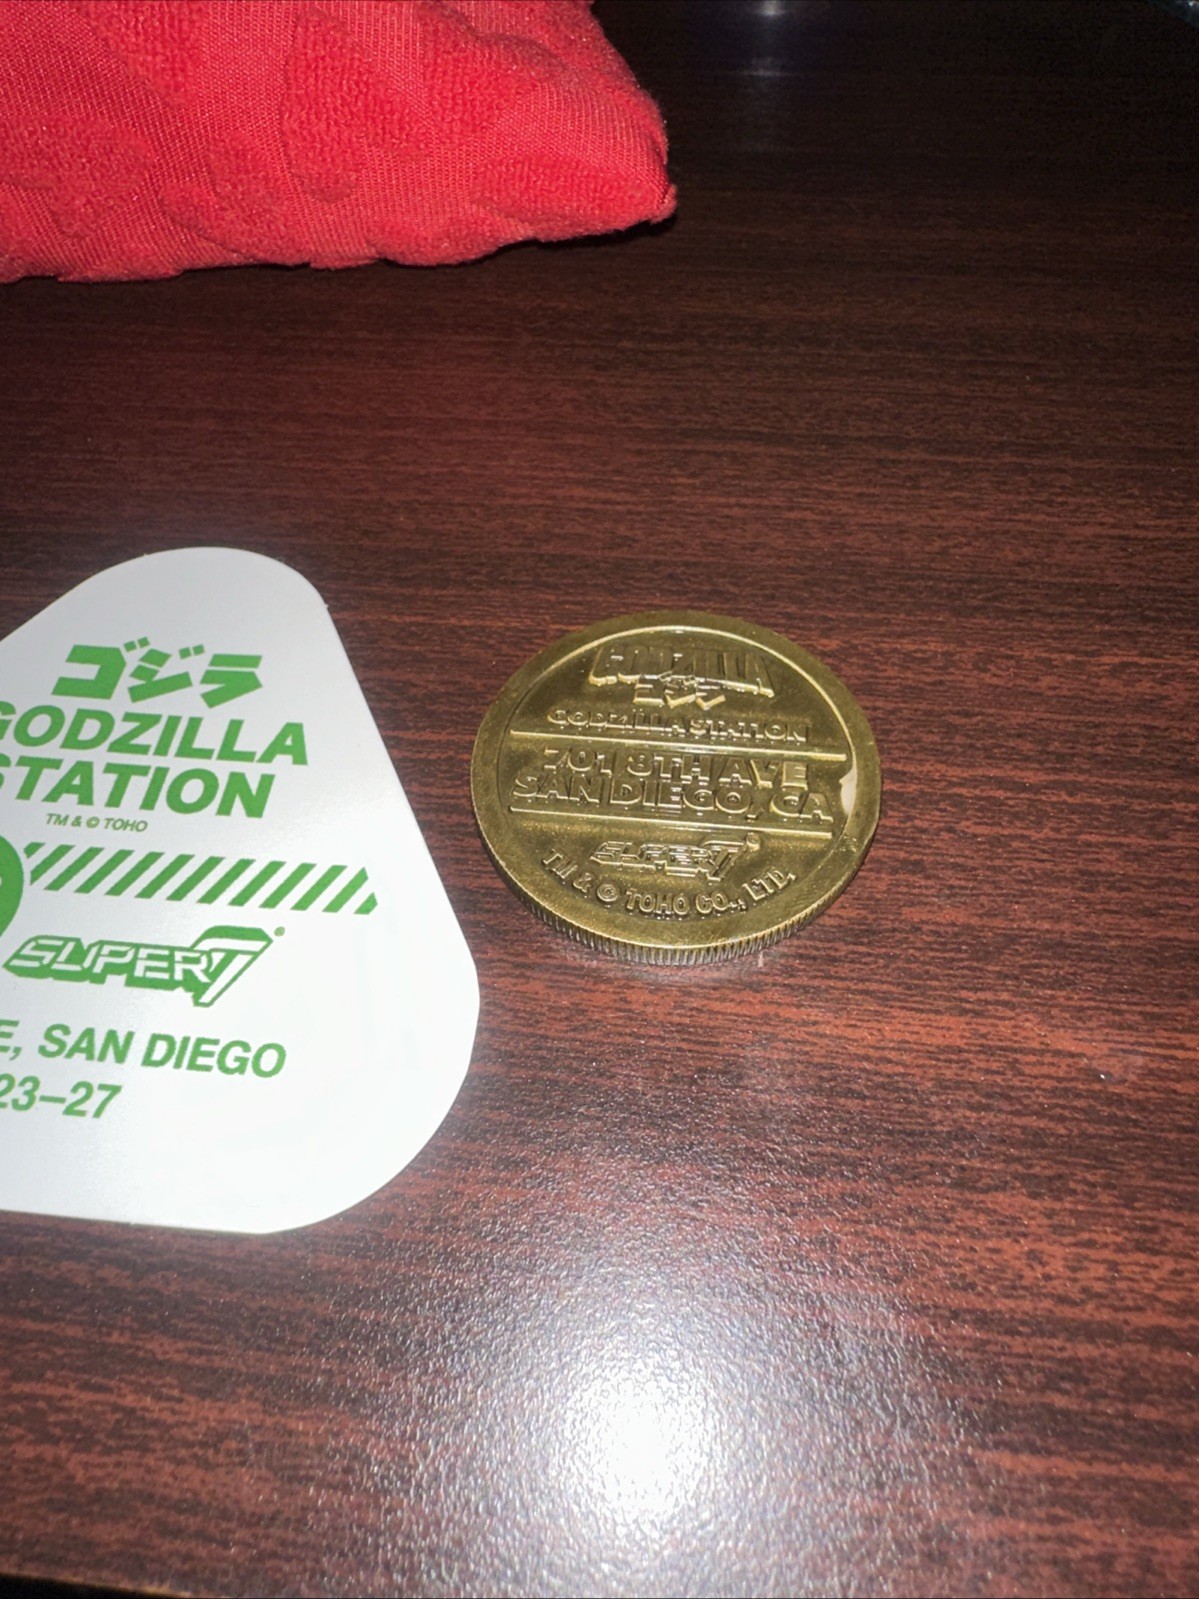 ゴジラ
GODZILLA
STATION
TM & © TOHO
SUPER7®
E, SAN DIEGO
23–27
GODZILLA
ゴジラ
GODZILLA STATION
701 8TH AVE
SAN DIEGO, CA
SUPER7®
TM & © TOHO CO., LTD.